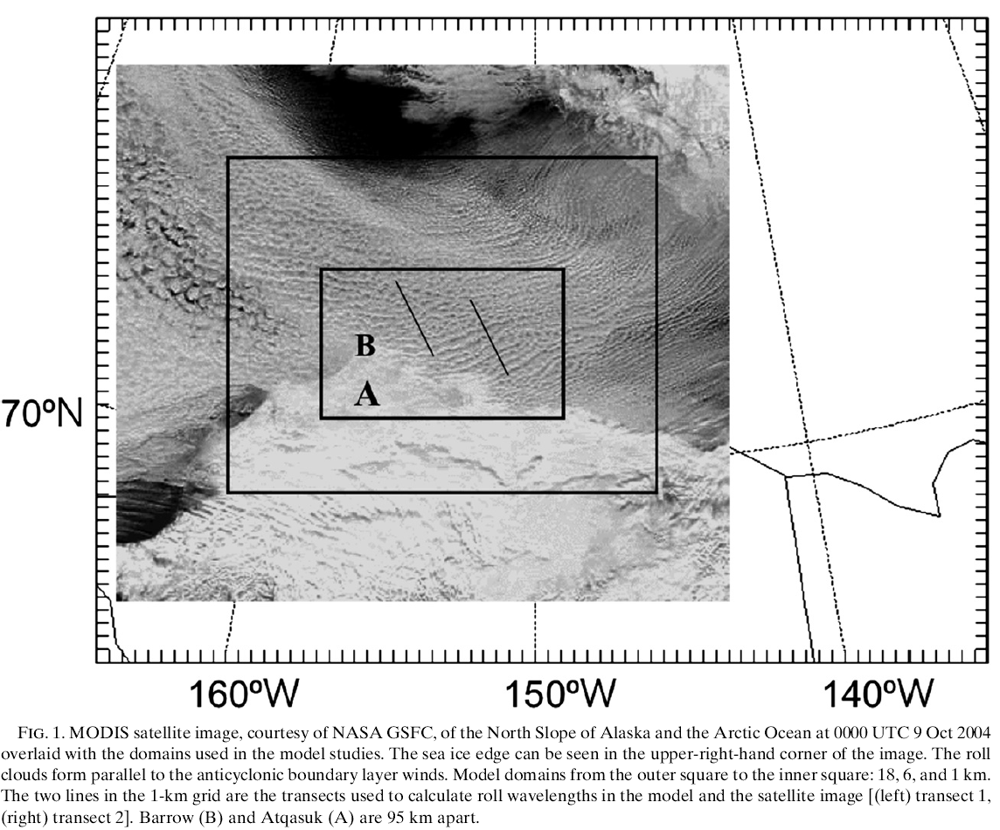 B
A
70ºN
160ºW 150ºW 140ºW
FIG. 1. MODIS satellite image, courtesy of NASA GSFC, of the North Slope of Alaska and the Arctic Ocean at 0000 UTC 9 Oct 2004
overlaid with the domains used in the model studies. The sea ice edge can be seen in the upper-right-hand corner of the image. The roll
clouds form parallel to the anticyclonic boundary layer winds. Model domains from the outer square to the inner square: 18, 6, and 1 km.
The two lines in the 1-km grid are the transects used to calculate roll wavelengths in the model and the satellite image [(left) transect 1,
(right) transect 2]. Barrow (B) and Atqasuk (A) are 95 km apart.